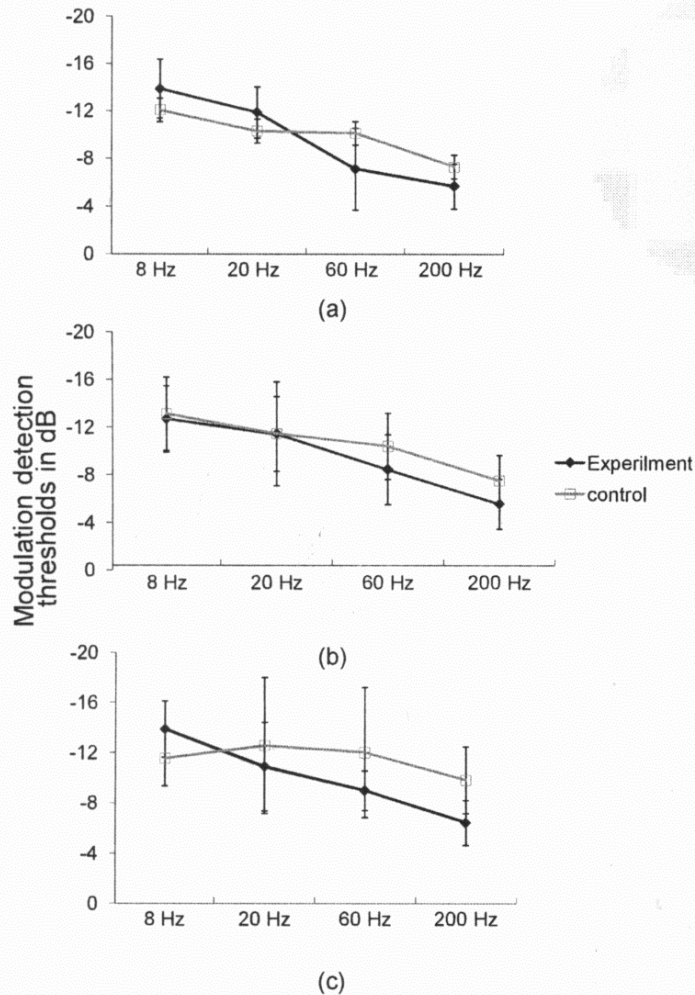 -20
-16
-12
-8
-4
0
8 Hz 20 Hz 60 Hz 200 Hz
(a)
Modulation detection
thresholds in dB
-20
-16
-12
-8
-4
0
8 Hz 20 Hz 60 Hz 200 Hz
Experilment
control
(b)
-20
-16
-12
-8
-4
0
8 Hz 20 Hz 60 Hz 200 Hz
(c)